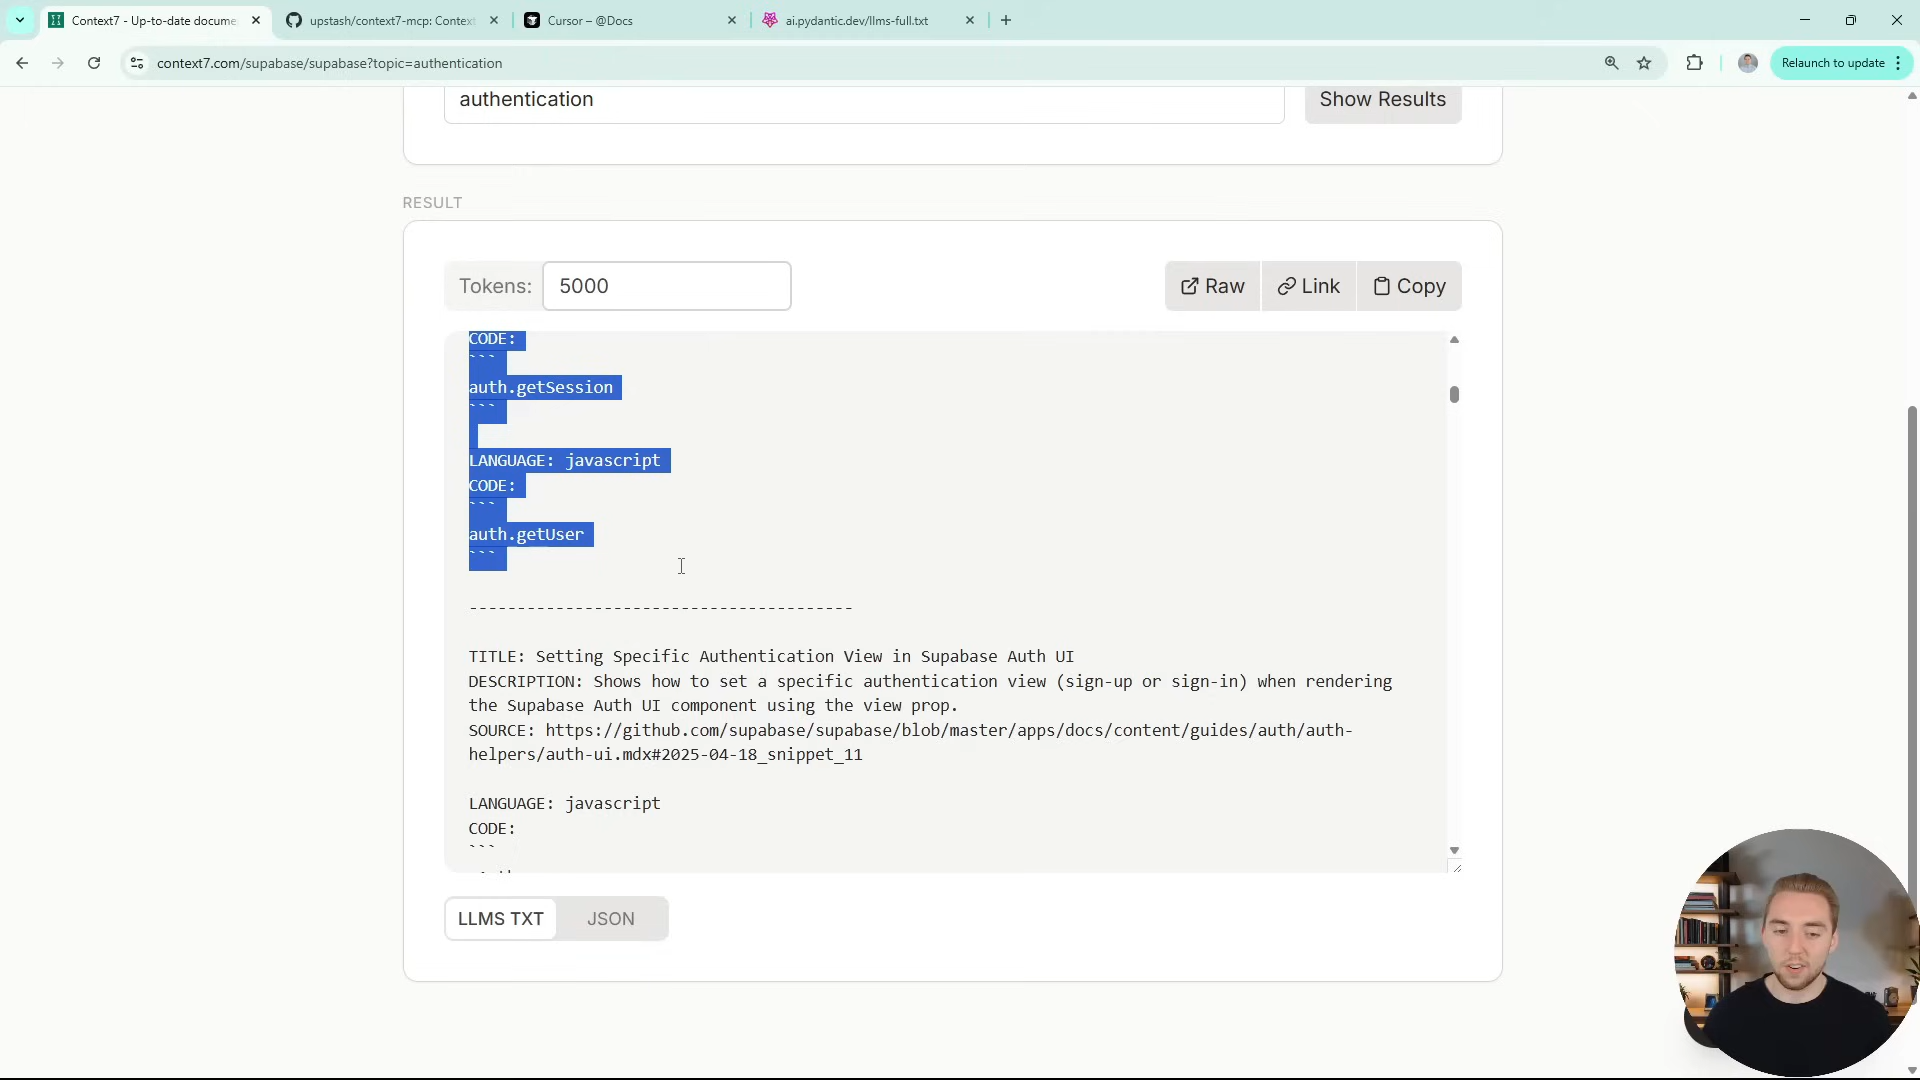 Context7 - Up-to-date docume
upstash/context7-mcp: Contex
Cursor – @Docs
ai.pydantic.dev/llms-full.txt
context7.com/supabase/supabase?topic=authentication
Relaunch to update
authentication
Show Results
RESULT
Tokens:
5000
Raw
Link
Copy
CODE:
```
auth.getSession
```
LANGUAGE: javascript
CODE:
```
auth.getUser
```
----------------------------------------
TITLE: Setting Specific Authentication View in Supabase Auth UI
DESCRIPTION: Shows how to set a specific authentication view (sign-up or sign-in) when rendering
the Supabase Auth UI component using the view prop.
SOURCE: https://github.com/supabase/supabase/blob/master/apps/docs/content/guides/auth/auth-
helpers/auth-ui.mdx#2025-04-18_snippet_11
LANGUAGE: javascript
CODE:
```
LLMS TXT
JSON